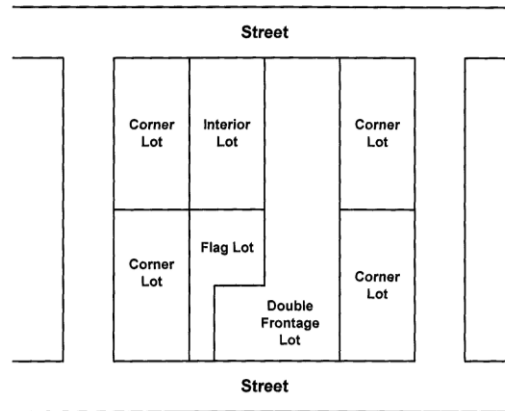 Street
Corner
Lot
Interior
Lot
Corner
Lot
Corner
Lot
Flag Lot
Corner
Lot
Double
Frontage
Lot
Street